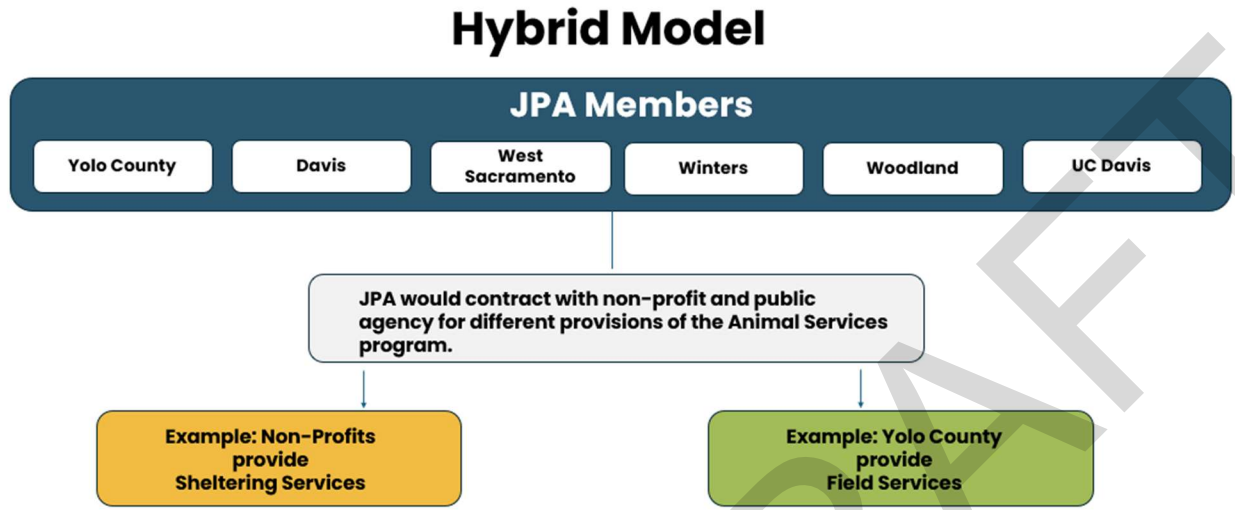 Hybrid Model
JPA Members
Yolo County
Davis
West
Sacramento
Winters
Woodland
UC Davis
JPA would contract with non-profit and public
agency for different provisions of the Animal Services
program.
Example: Non-Profits
provide
Sheltering Services
Example: Yolo County
provide
Field Services